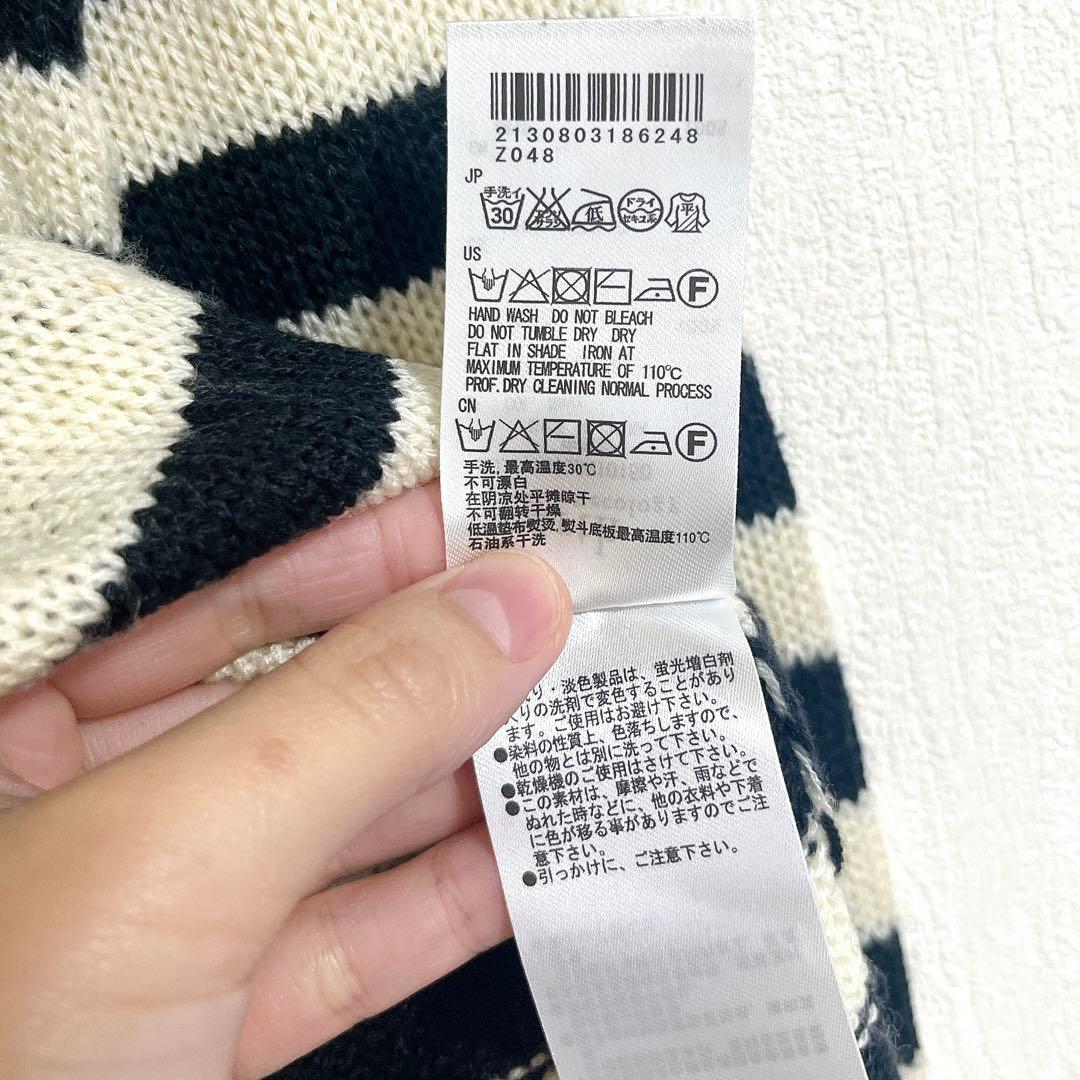 2130803186248
Z048
JP
手洗イ
30
エンソ
サラシ
低
ドライ
セキユ系
平
US
F
HAND WASH DO NOT BLEACH
DO NOT TUMBLE DRY DRY
FLAT IN SHADE IRON AT
MAXIMUM TEMPERATURE OF 110℃
PROF.DRY CLEANING NORMAL PROCESS
CN
F
手洗,最高温度30℃
不可漂白
在阴凉处平摊晾干
不可翻转干燥
低温垫布熨烫,熨斗底板最高温度110℃
石油系干洗
・淡色製品は、蛍光増白剤
入りの洗剤で変色することがあり
ます。ご使用はお避け下さい。
●染料の性質上、色落ちしますので、
他の物とは別に洗って下さい。
●乾燥機のご使用はさけて下さい。
●この素材は、摩擦や汗、雨などで
ぬれた時などに、他の衣料や下着
に色が移る事がありますのでご注
意下さい。
●引っかけに、ご注意下さい。